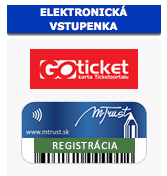 ELEKTRONICKÁ
VSTUPENKA
GOticket
karta Ticketportalu
mTrust
www.mtrust.sk
REGISTRÁCIA